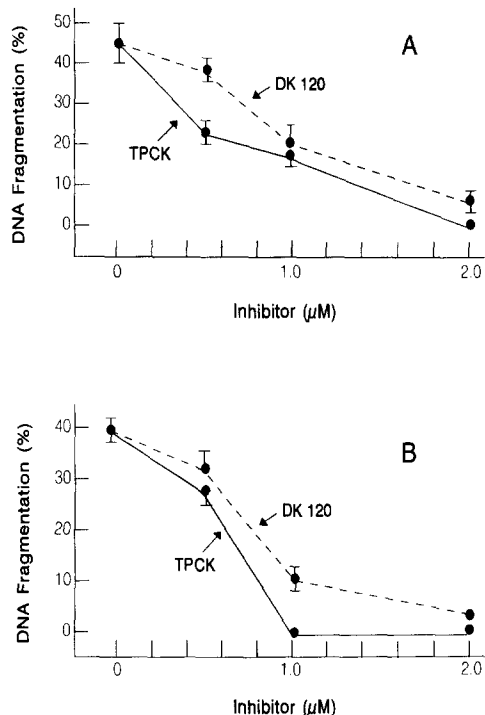 A
DNA Fragmentation (%)
50
40
30
20
10
0
DK 120
TPCK
0
1.0
2.0
Inhibitor (µM)
B
DNA Fragmentation (%)
40
30
20
10
0
DK 120
TPCK
0
1.0
2.0
Inhibitor (µM)